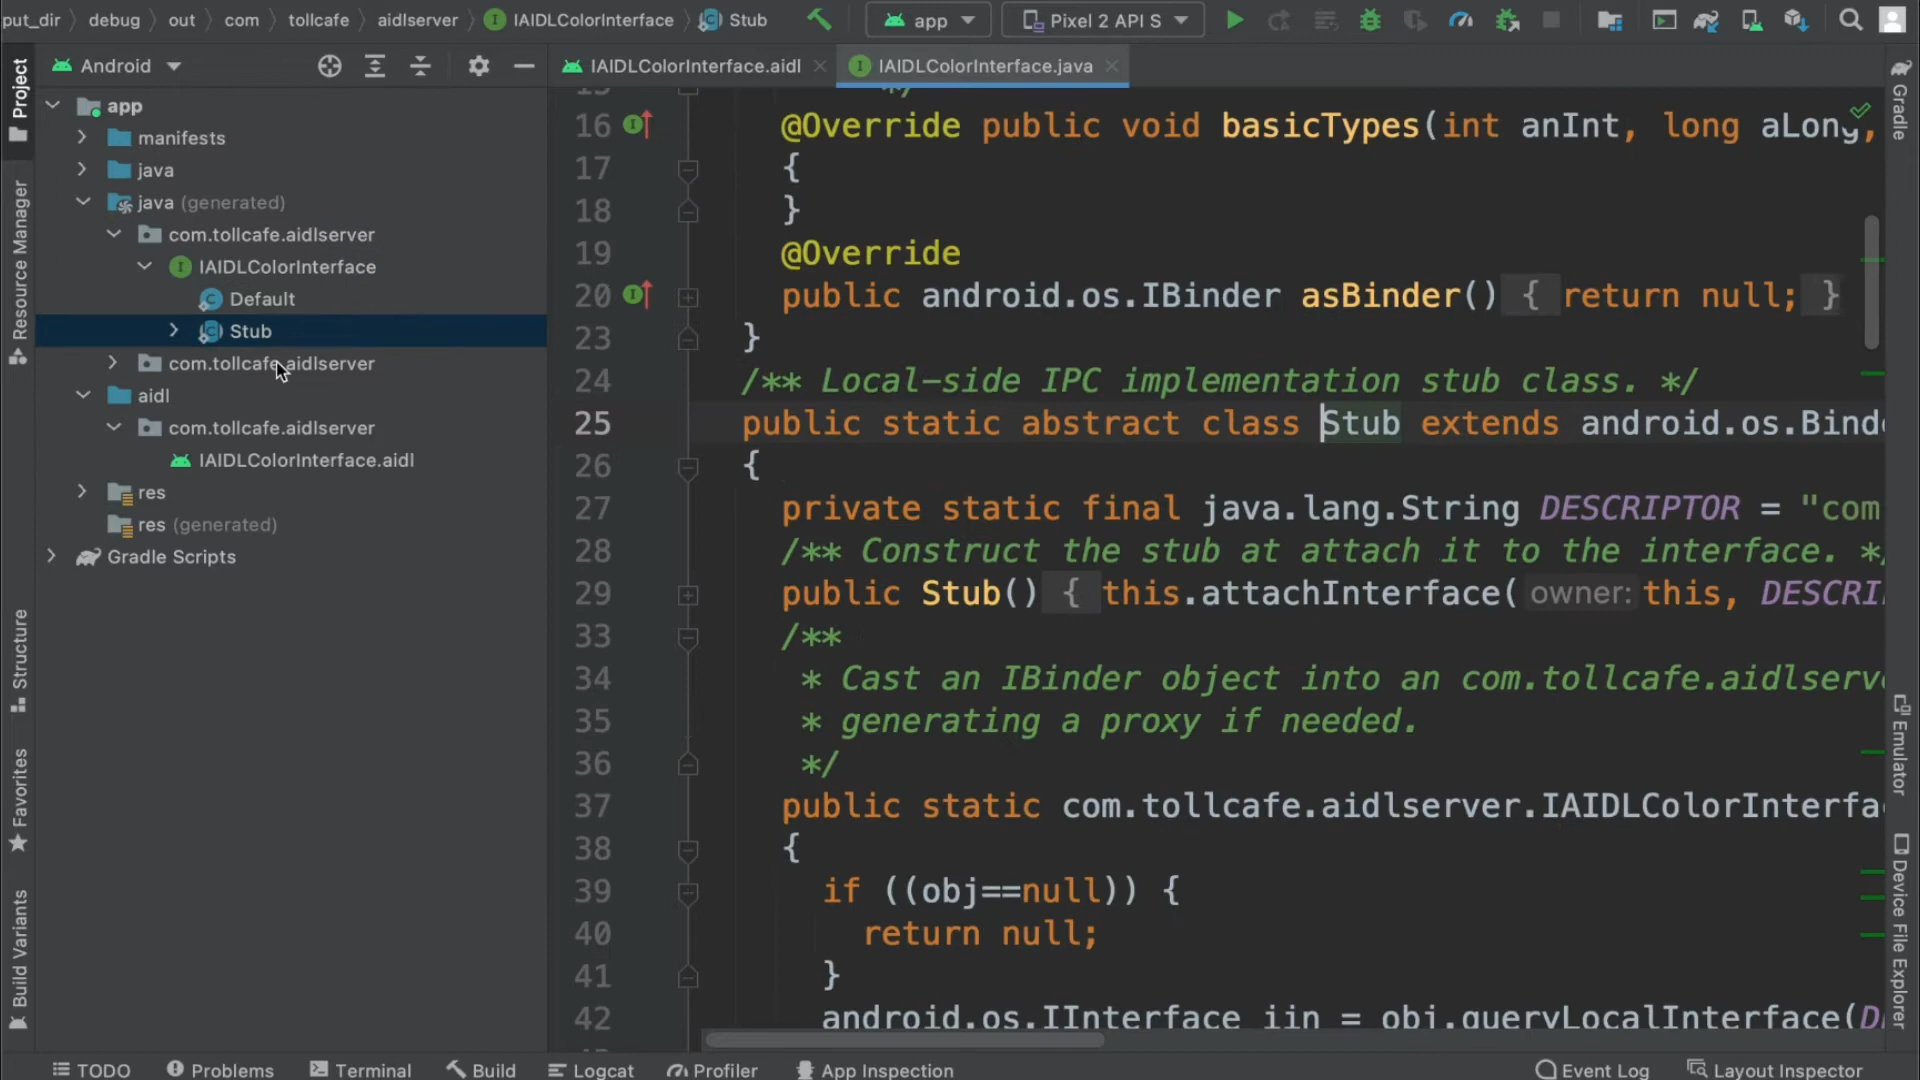 put_dir debug out com tollcafe aidlserver IAIDLColorInterface Stub app Pixel 2 API S
Project
Android
IAIDLColorInterface.aidl
IAIDLColorInterface.java
Gradle
app
manifests
java
java (generated)
com.tollcafe.aidlserver
IAIDLColorInterface
Default
Stub
com.tollcafe.aidlserver
aidl
com.tollcafe.aidlserver
IAIDLColorInterface.aidl
res
res (generated)
Gradle Scripts
Resource Manager
Structure
Favorites
Build Variants
*/
16 @Override public void basicTypes(int anInt, long aLong,
17 {
18 }
19 @Override
20 public android.os.IBinder asBinder() { return null; }
23 }
24 /** Local-side IPC implementation stub class. */
25 public static abstract class Stub extends android.os.Binde
26 {
27 private static final java.lang.String DESCRIPTOR = "com
28 /** Construct the stub at attach it to the interface. */
29 public Stub() { this.attachInterface( owner: this, DESCRI
33 /**
34 * Cast an IBinder object into an com.tollcafe.aidlserv
35 * generating a proxy if needed.
36 */
37 public static com.tollcafe.aidlserver.IAIDLColorInterfa
38 {
39 if ((obj==null)) {
40 return null;
41 }
42 android.os.IInterface iin = obj.queryLocalInterface(D
Emulator
Device File Explorer
TODO Problems Terminal Build Logcat Profiler App Inspection Event Log Layout Inspector